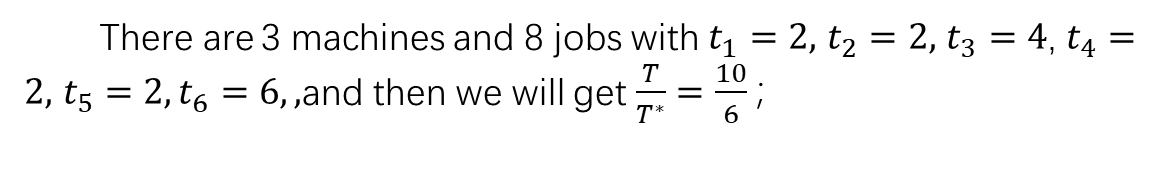 There are 3 machines and 8 jobs with t₁ = 2, t₂ = 2, t₃ = 4, t₄ =
2, t₅ = 2, t₆ = 6, ,and then we will get T/T* = 10/6 ;